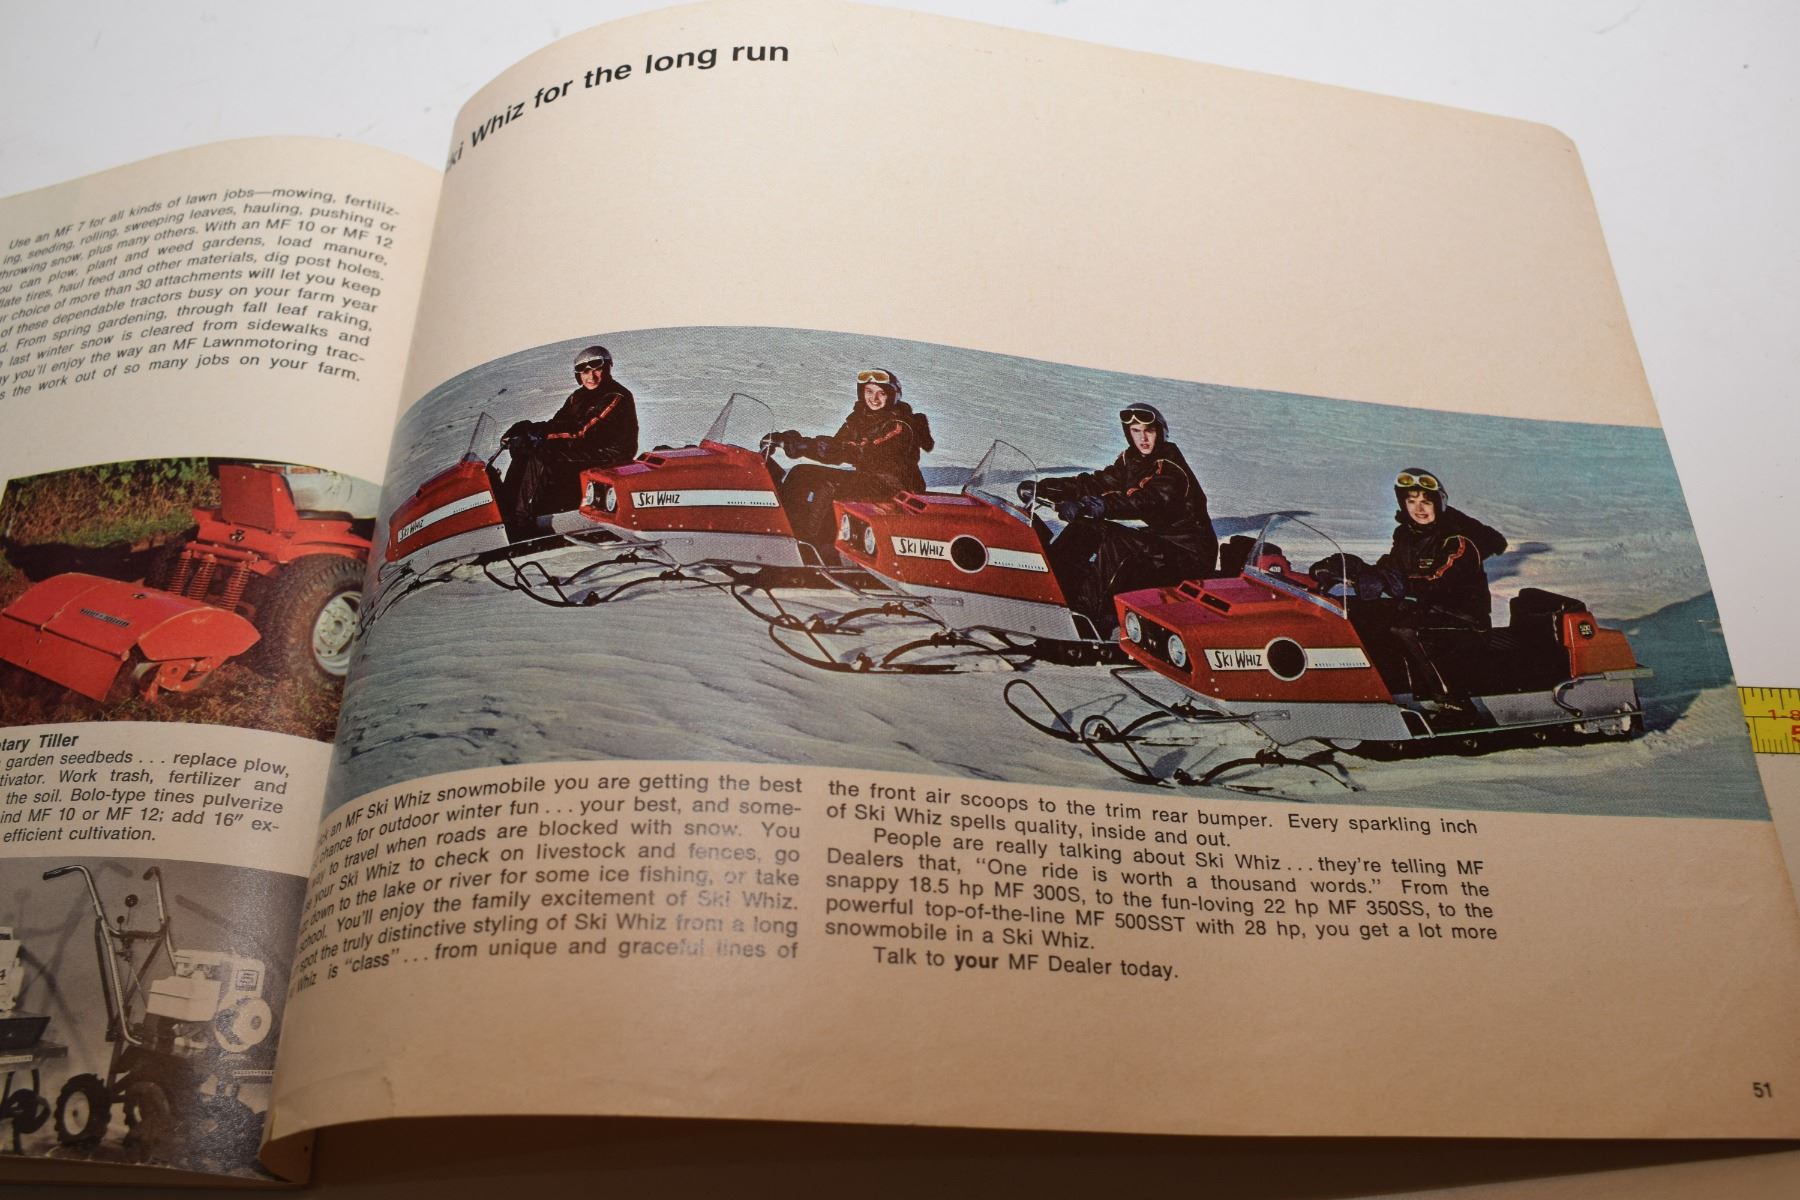 Use an MF 7 for all kinds of lawn jobs—mowing, fertiliz-
ing, seeding, rolling, sweeping leaves, hauling, pushing or
throwing snow, plus many others. With an MF 10 or MF 12
you can plow, plant and weed gardens, load manure,
tires, haul feed and other materials, dig post holes.
choice of more than 30 attachments will let you keep
of these dependable tractors busy on your farm year
From spring gardening, through fall leaf raking,
last winter snow is cleared from sidewalks and
you'll enjoy the way an MF Lawnmotoring trac-
the work out of so many jobs on your farm.
Tiller
garden seedbeds . . . replace plow,
Work trash, fertilizer and
the soil. Bolo-type tines pulverize
MF 10 or MF 12; add 16" ex-
efficient cultivation.
Whiz for the long run
SKI WHIZ
SKI WHIZ
MASSEY FERGUSON
SKI WHIZ
MASSEY FERGUSON
SKI WHIZ
MASSEY FERGUSON
an MF Ski Whiz snowmobile you are getting the best
chance for outdoor winter fun . . . your best, and some-
way to travel when roads are blocked with snow. You
your Ski Whiz to check on livestock and fences, go
down to the lake or river for some ice fishing, or take
school. You'll enjoy the family excitement of Ski Whiz.
spot the truly distinctive styling of Ski Whiz from a long
Whiz is "class" . . . from unique and graceful lines of
the front air scoops to the trim rear bumper. Every sparkling inch
of Ski Whiz spells quality, inside and out.
People are really talking about Ski Whiz . . . they're telling MF
Dealers that, "One ride is worth a thousand words." From the
snappy 18.5 hp MF 300S, to the fun-loving 22 hp MF 350SS, to the
powerful top-of-the-line MF 500SST with 28 hp, you get a lot more
snowmobile in a Ski Whiz.
Talk to your MF Dealer today.
51